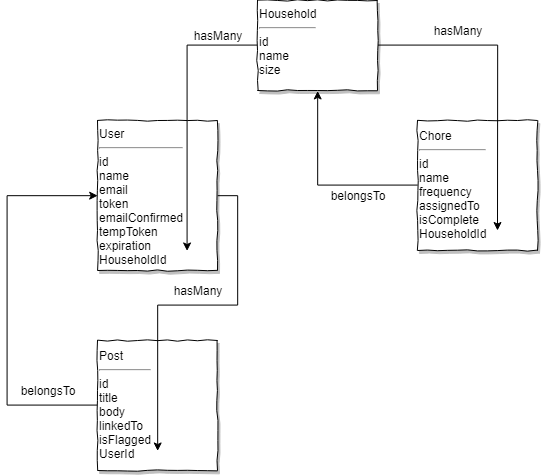 Household
id
name
size
hasMany
hasMany
User
id
name
email
token
emailConfirmed
tempToken
expiration
HouseholdId
Chore
id
name
frequency
assignedTo
isComplete
HouseholdId
belongsTo
hasMany
Post
id
title
body
linkedTo
isFlagged
UserId
belongsTo